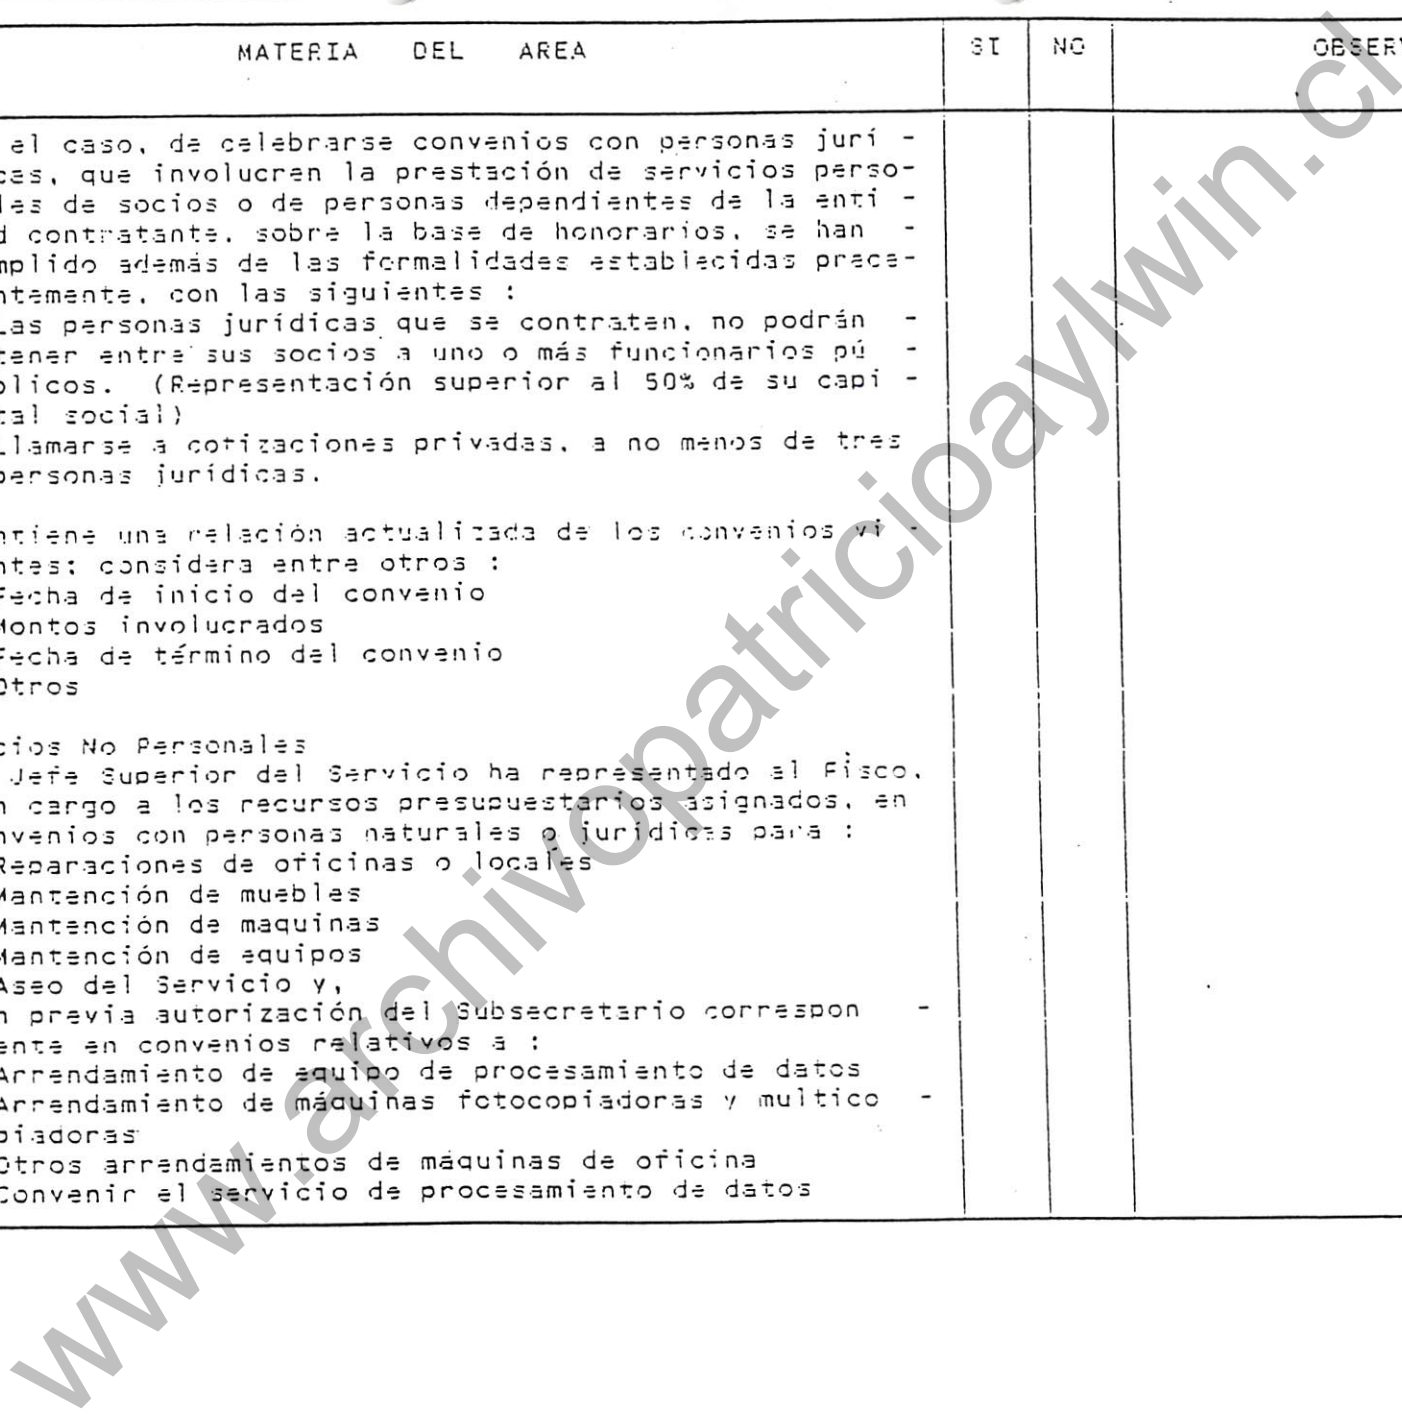 MATERIA DEL AREA SI NO OBSER
el caso, de celebrarse convenios con personas jurí -
cas, que involucren la prestación de servicios perso-
les de socios o de personas dependientes de la enti -
d contratante, sobre la base de honorarios, se han -
mplido además de las formalidades establecidas prece-
ntemente, con las siguientes :
Las personas jurídicas que se contraten, no podrán -
tener entre sus socios a uno o más funcionarios pú -
blicos. (Representación superior al 50% de su capi -
tal social)
Llamarse a cotizaciones privadas, a no menos de tres
personas jurídicas.
ntiene una relación actualizada de los convenios vi -
ntes; considera entre otros :
Fecha de inicio del convenio
Montos involucrados
Fecha de término del convenio
Otros
cios No Personales
Jefe Superior del Servicio ha representado al Fisco,
n cargo a los recursos presupuestarios asignados, en
nvenios con personas naturales o jurídicas para :
Reparaciones de oficinas o locales
Mantención de muebles
Mantención de maquinas
Mantención de equipos
Aseo del Servicio y,
n previa autorización del Subsecretario correspon -
ente en convenios relativos a :
Arrendamiento de equipo de procesamiento de datos
Arrendamiento de máquinas fotocopiadoras y multico -
piadoras
Otros arrendamientos de máquinas de oficina
Convenir el servicio de procesamiento de datos
www.archivopatricioaylwin.cl